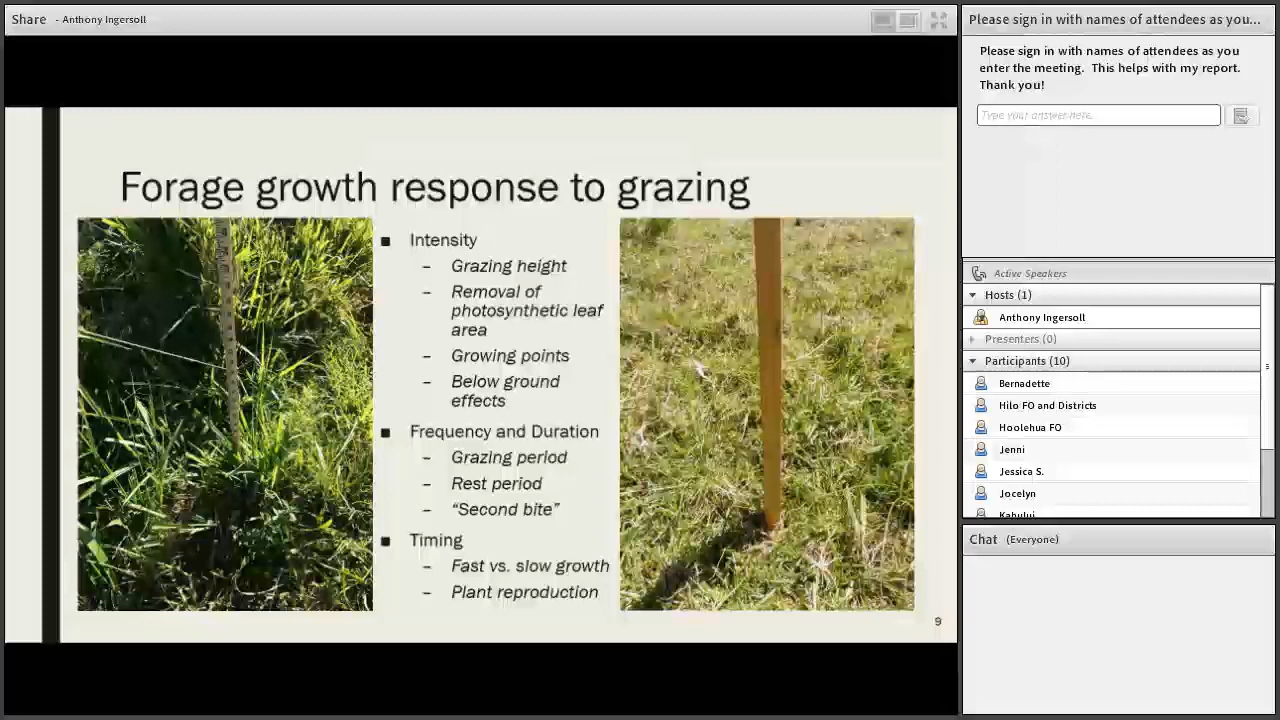 Share - Anthony Ingersoll
Forage growth response to grazing
■ Intensity
– Grazing height
– Removal of
photosynthetic leaf
area
– Growing points
– Below ground
effects
■ Frequency and Duration
– Grazing period
– Rest period
– “Second bite”
■ Timing
– Fast vs. slow growth
– Plant reproduction
9
Please sign in with names of attendees as you...
Please sign in with names of attendees as you
enter the meeting. This helps with my report.
Thank you!
Type your answer here.
Active Speakers
Hosts (1)
Anthony Ingersoll
Presenters (0)
Participants (10)
Bernadette
Hilo FO and Districts
Hoolehua FO
Jenni
Jessica S.
Jocelyn
Kahului
Chat (Everyone)